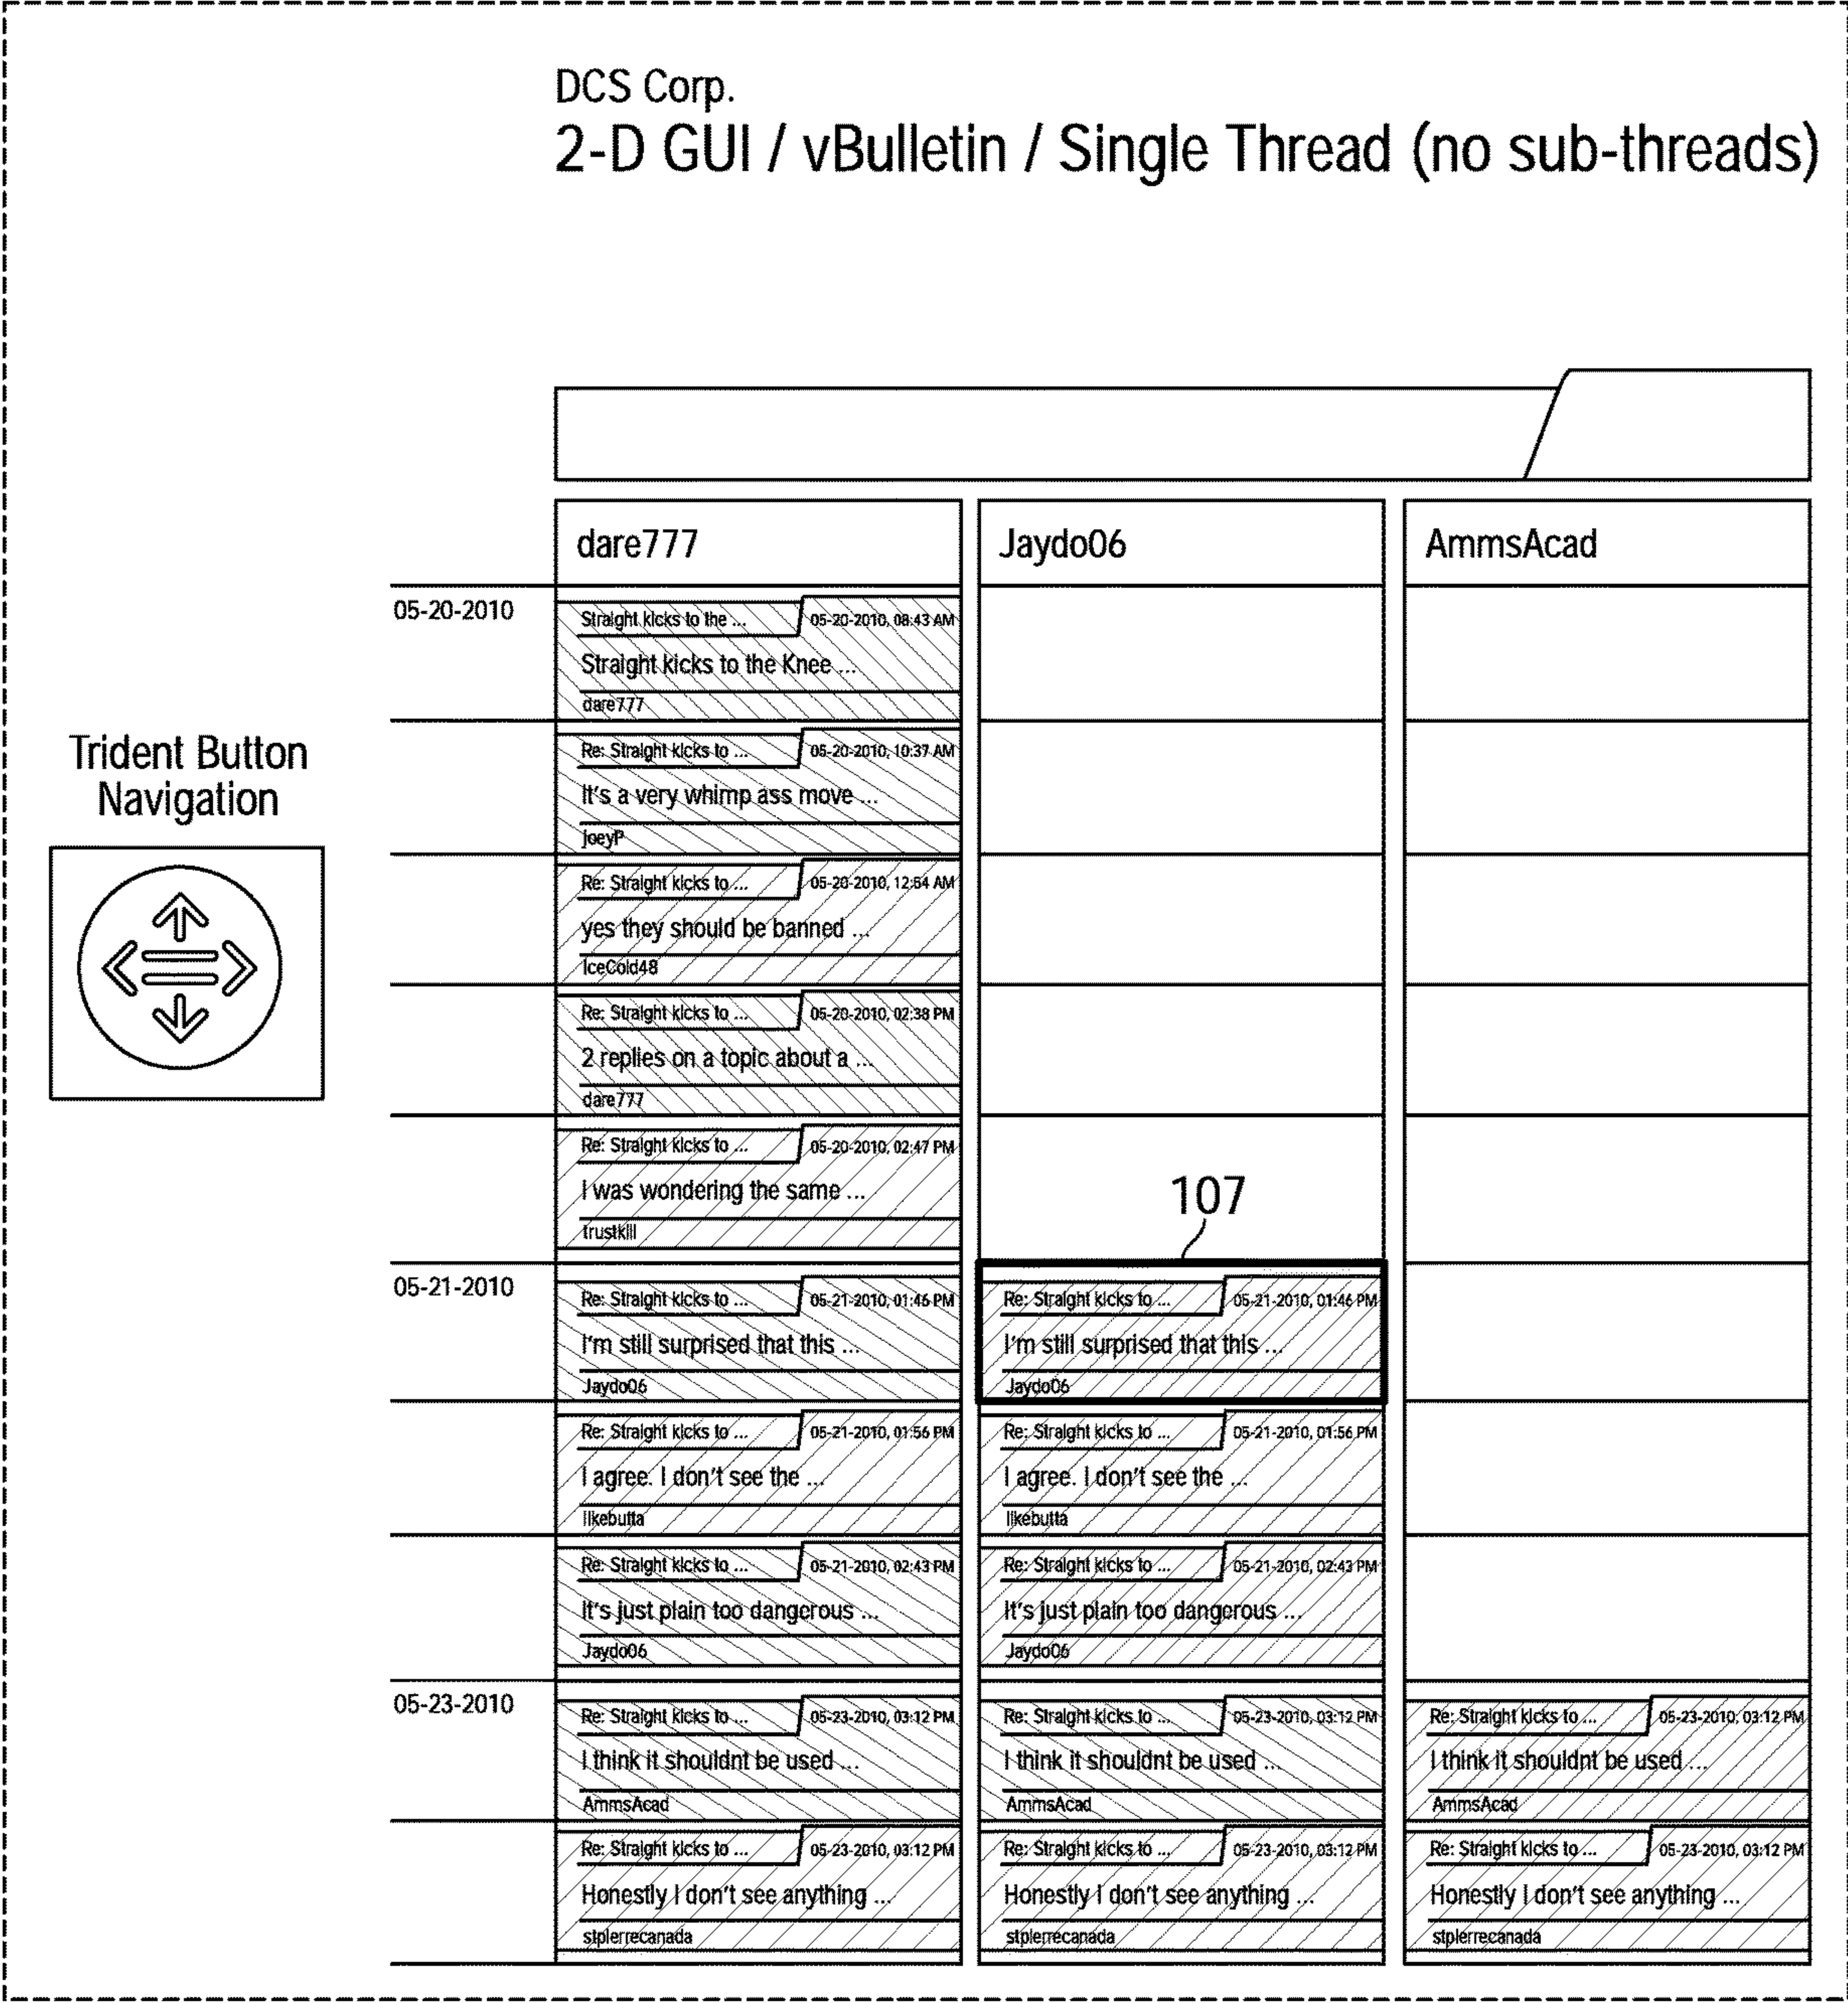 DCS Corp.
2-D GUI / vBulletin / Single Thread (no sub-threads)
Trident Button
Navigation
dare777
Jaydo06
AmmsAcad
05-20-2010
Straight kicks to the ... 05-20-2010, 08:43 AM
Straight kicks to the Knee ...
dare777
Re: Straight kicks to ... 05-20-2010, 10:37 AM
It's a very whimp ass move ...
joeyP
Re: Straight kicks to ... 05-20-2010, 12:54 AM
yes they should be banned ...
IceCold48
Re: Straight kicks to ... 05-20-2010, 02:38 PM
2 replies on a topic about a ...
dare777
Re: Straight kicks to ... 05-20-2010, 02:47 PM
I was wondering the same ...
trustkill
107
05-21-2010
Re: Straight kicks to ... 05-21-2010, 01:46 PM
I'm still surprised that this ...
Jaydo06
Re: Straight kicks to ... 05-21-2010, 01:46 PM
I'm still surprised that this ...
Jaydo06
Re: Straight kicks to ... 05-21-2010, 01:56 PM
I agree. I don't see the ...
likebutta
Re: Straight kicks to ... 05-21-2010, 01:56 PM
I agree. I don't see the ...
likebutta
Re: Straight kicks to ... 05-21-2010, 02:43 PM
It's just plain too dangerous ...
Jaydo06
Re: Straight kicks to ... 05-21-2010, 02:43 PM
It's just plain too dangerous ...
Jaydo06
05-23-2010
Re: Straight kicks to ... 05-23-2010, 03:12 PM
I think it shouldnt be used ...
AmmsAcad
Re: Straight kicks to ... 05-23-2010, 03:12 PM
I think it shouldnt be used ...
AmmsAcad
Re: Straight kicks to ... 05-23-2010, 03:12 PM
I think it shouldnt be used ...
AmmsAcad
Re: Straight kicks to ... 05-23-2010, 03:12 PM
Honestly I don't see anything ...
stpierrecanada
Re: Straight kicks to ... 05-23-2010, 03:12 PM
Honestly I don't see anything ...
stpierrecanada
Re: Straight kicks to ... 05-23-2010, 03:12 PM
Honestly I don't see anything ...
stpierrecanada